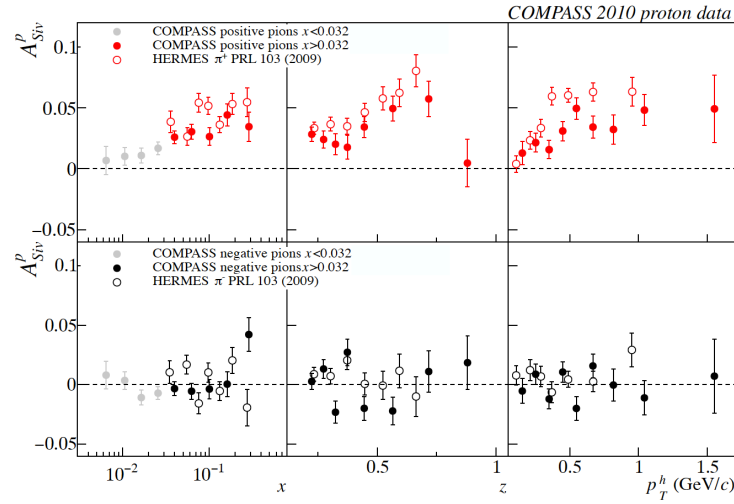 COMPASS 2010 proton data
A^p_Siv
0.1
0.05
0
−0.05
COMPASS positive pions x<0.032
COMPASS positive pions x>0.032
HERMES π⁺ PRL 103 (2009)
A^p_Siv
0.1
0.05
0
−0.05
COMPASS negative pions x<0.032
COMPASS negative pions x>0.032
HERMES π⁻ PRL 103 (2009)
10⁻² 10⁻¹ 0.5 1 0.5 1 1.5
x z p^h_T (GeV/c)